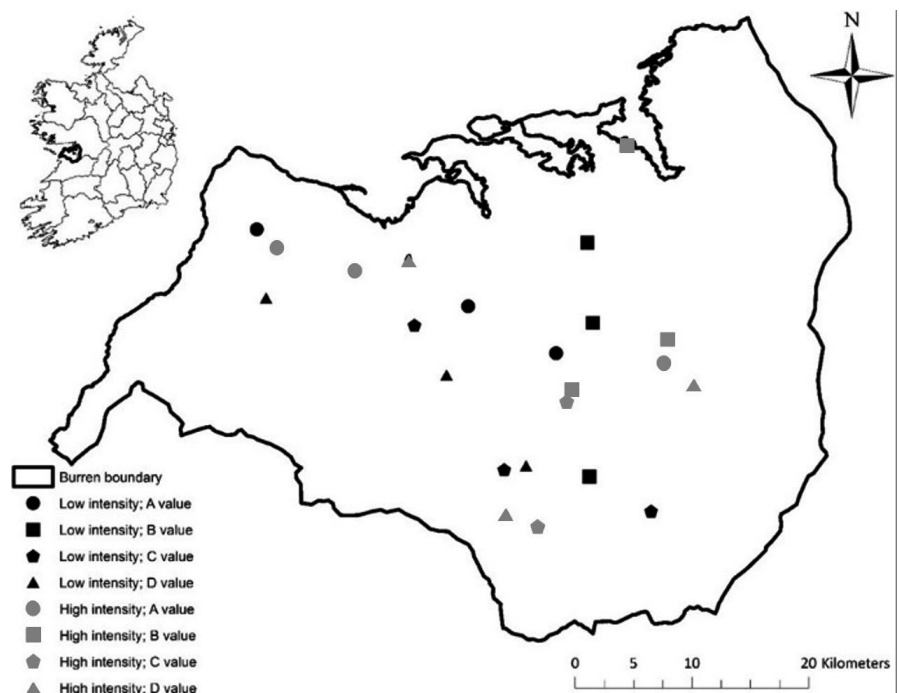 N
Burren boundary
Low intensity; A value
Low intensity; B value
Low intensity; C value
Low intensity; D value
High intensity; A value
High intensity; B value
High intensity; C value
High intensity; D value
0 5 10 20 Kilometers